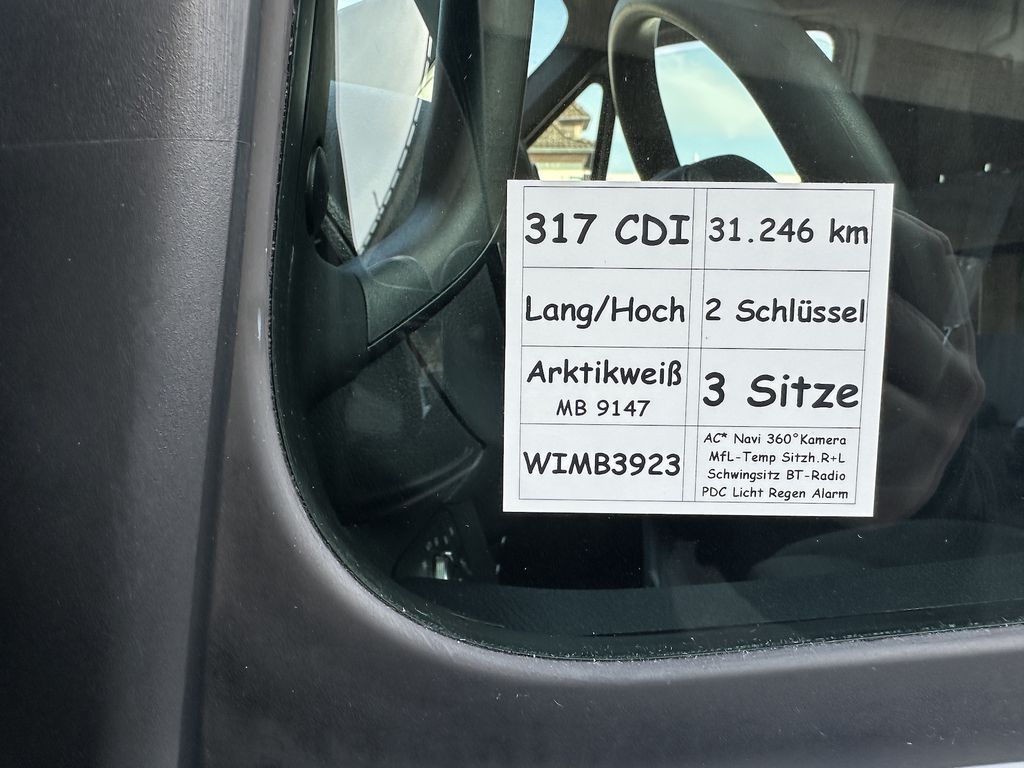 317 CDI
31.246 km
Lang/Hoch
2 Schlüssel
Arktikweiß
MB 9147
3 Sitze
WIMB3923
AC* Navi 360°Kamera
MfL-Temp Sitzh.R+L
Schwingsitz BT-Radio
PDC Licht Regen Alarm